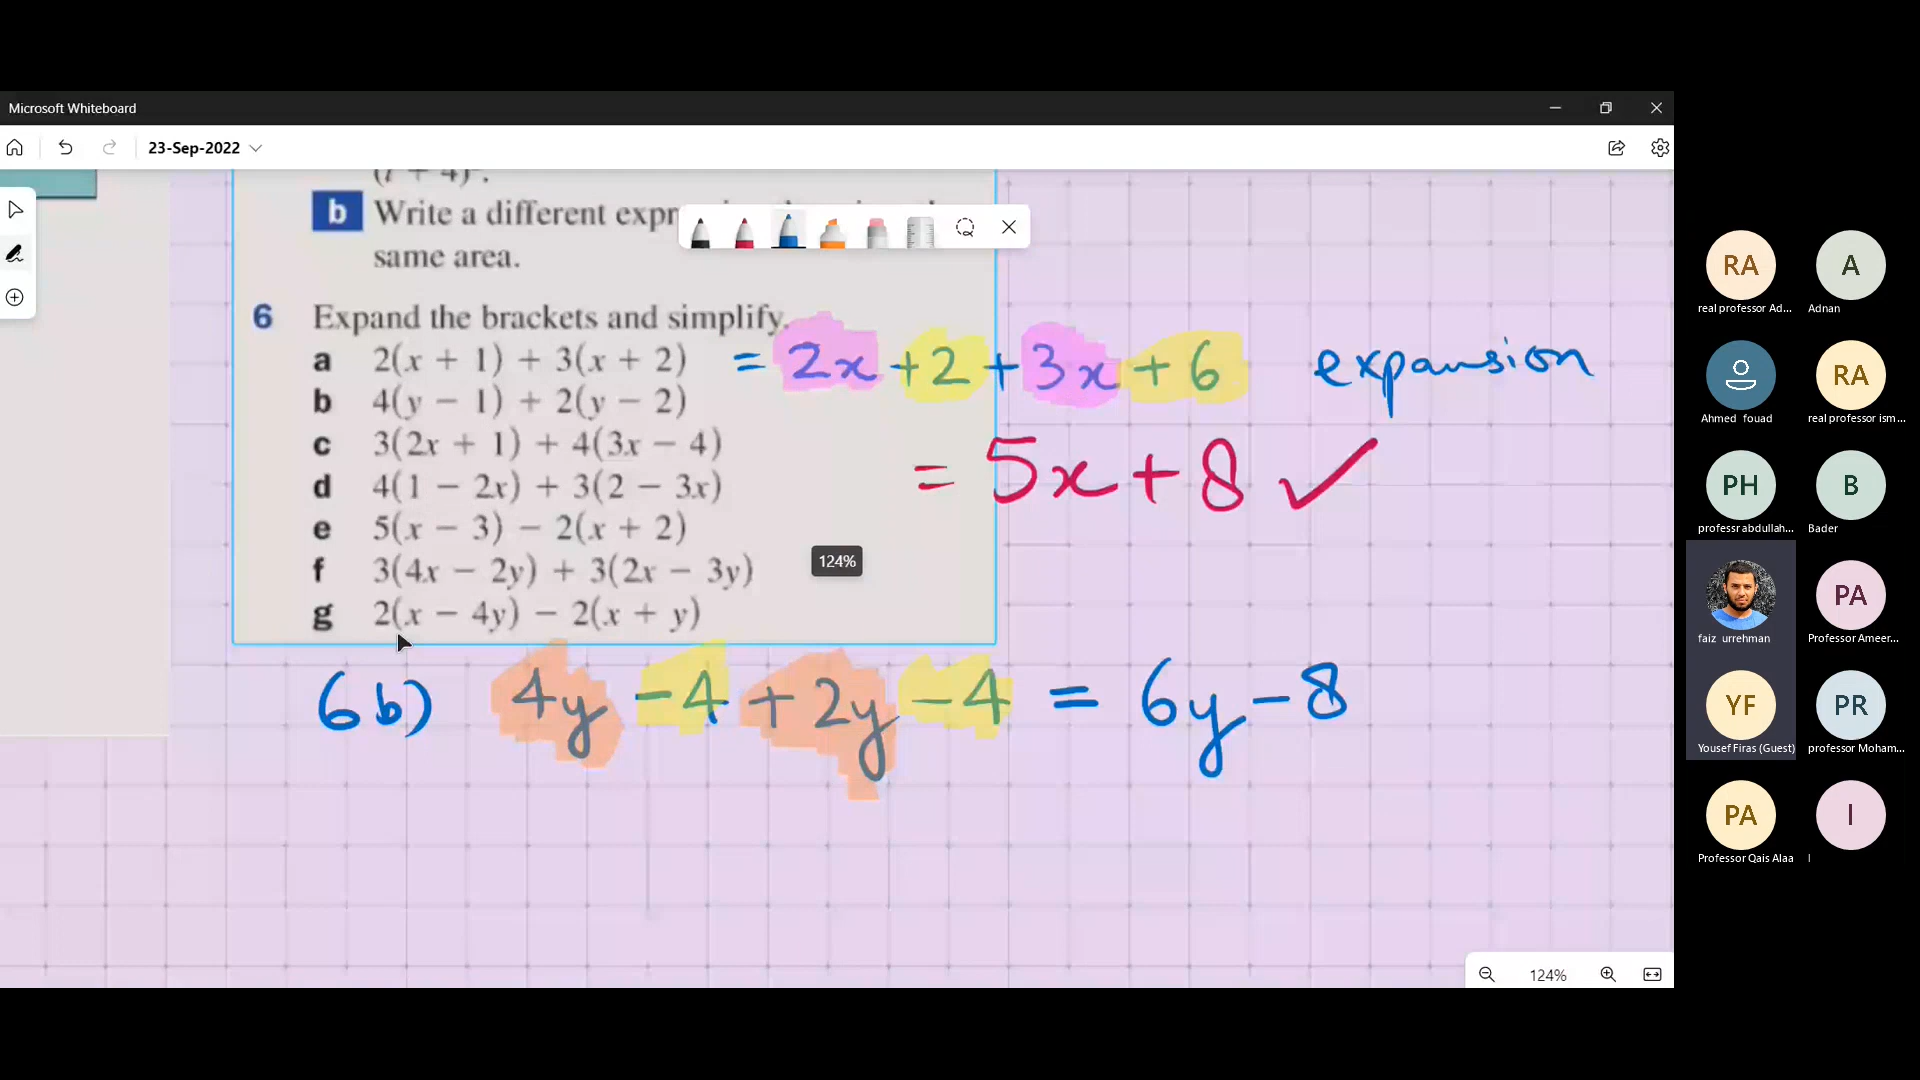 Microsoft Whiteboard
23-Sep-2022
b Write a different expr
same area.
6 Expand the brackets and simplify.
a 2(x + 1) + 3(x + 2) = 2x + 2 + 3x + 6 expansion
b 4(y − 1) + 2(y − 2)
c 3(2x + 1) + 4(3x − 4)
= 5x + 8 ✓
d 4(1 − 2x) + 3(2 − 3x)
e 5(x − 3) − 2(x + 2)
f 3(4x − 2y) + 3(2x − 3y)
g 2(x − 4y) − 2(x + y)
124%
6 b) 4y − 4 + 2y − 4 = 6y − 8
124%
RA
real professor Ad...
A
Adnan
Ahmed fouad
RA
real professor ism...
PH
professr abdullah...
B
Bader
faiz urrehman
PA
Professor Ameer...
YF
Yousef Firas (Guest)
PR
professor Moham...
PA
Professor Qais Alaa
I
I